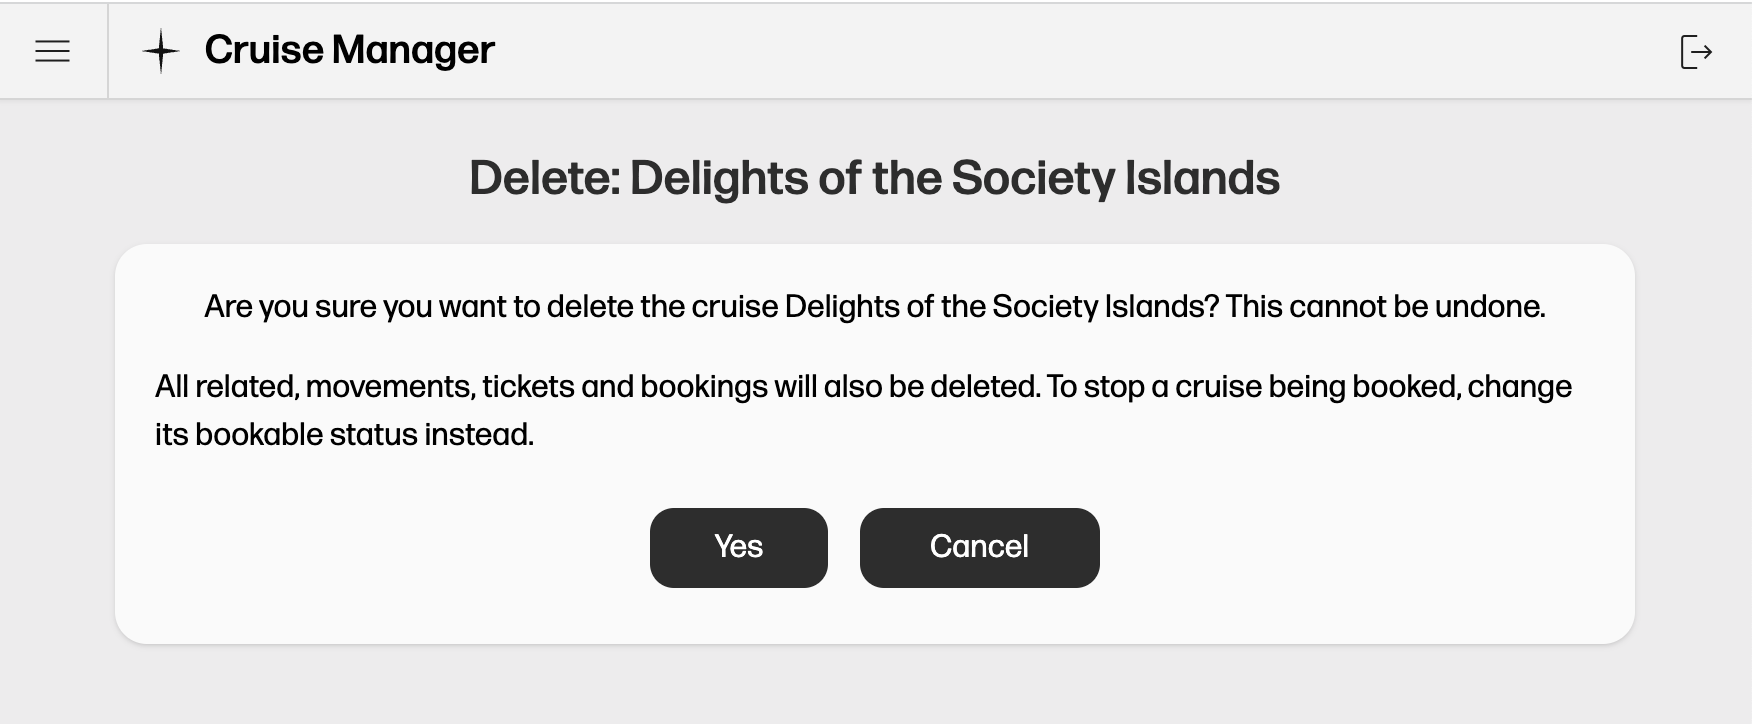 Cruise Manager
Delete: Delights of the Society Islands
Are you sure you want to delete the cruise Delights of the Society Islands? This cannot be undone.
All related, movements, tickets and bookings will also be deleted. To stop a cruise being booked, change
its bookable status instead.
Yes
Cancel